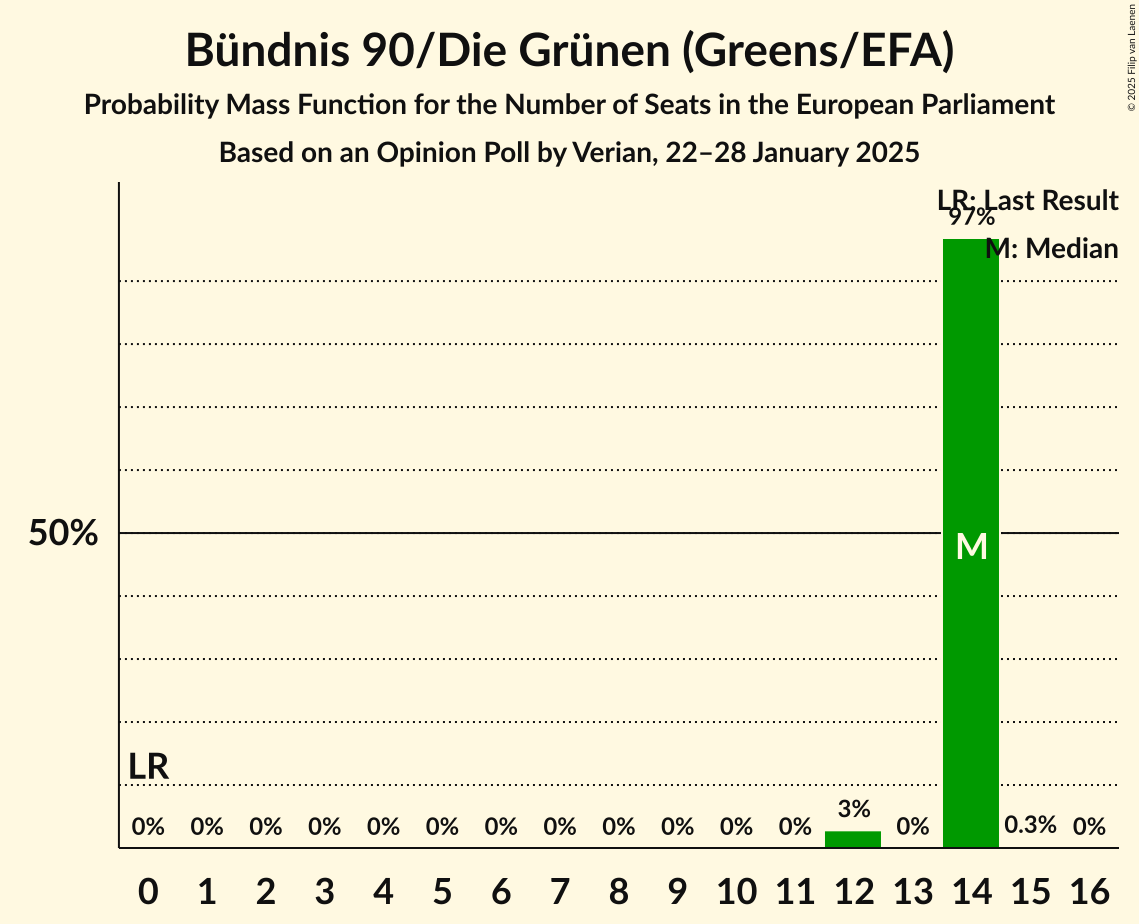 Bündnis 90/Die Grünen (Greens/EFA)
Probability Mass Function for the Number of Seats in the European Parliament
Based on an Opinion Poll by Verian, 22–28 January 2025
© 2025 Filip van Laenen
LR: Last Result
97%
M: Median
50%
M
LR
0% 0% 0% 0% 0% 0% 0% 0% 0% 0% 0% 0% 3% 0% 0.3% 0%
0 1 2 3 4 5 6 7 8 9 10 11 12 13 14 15 16